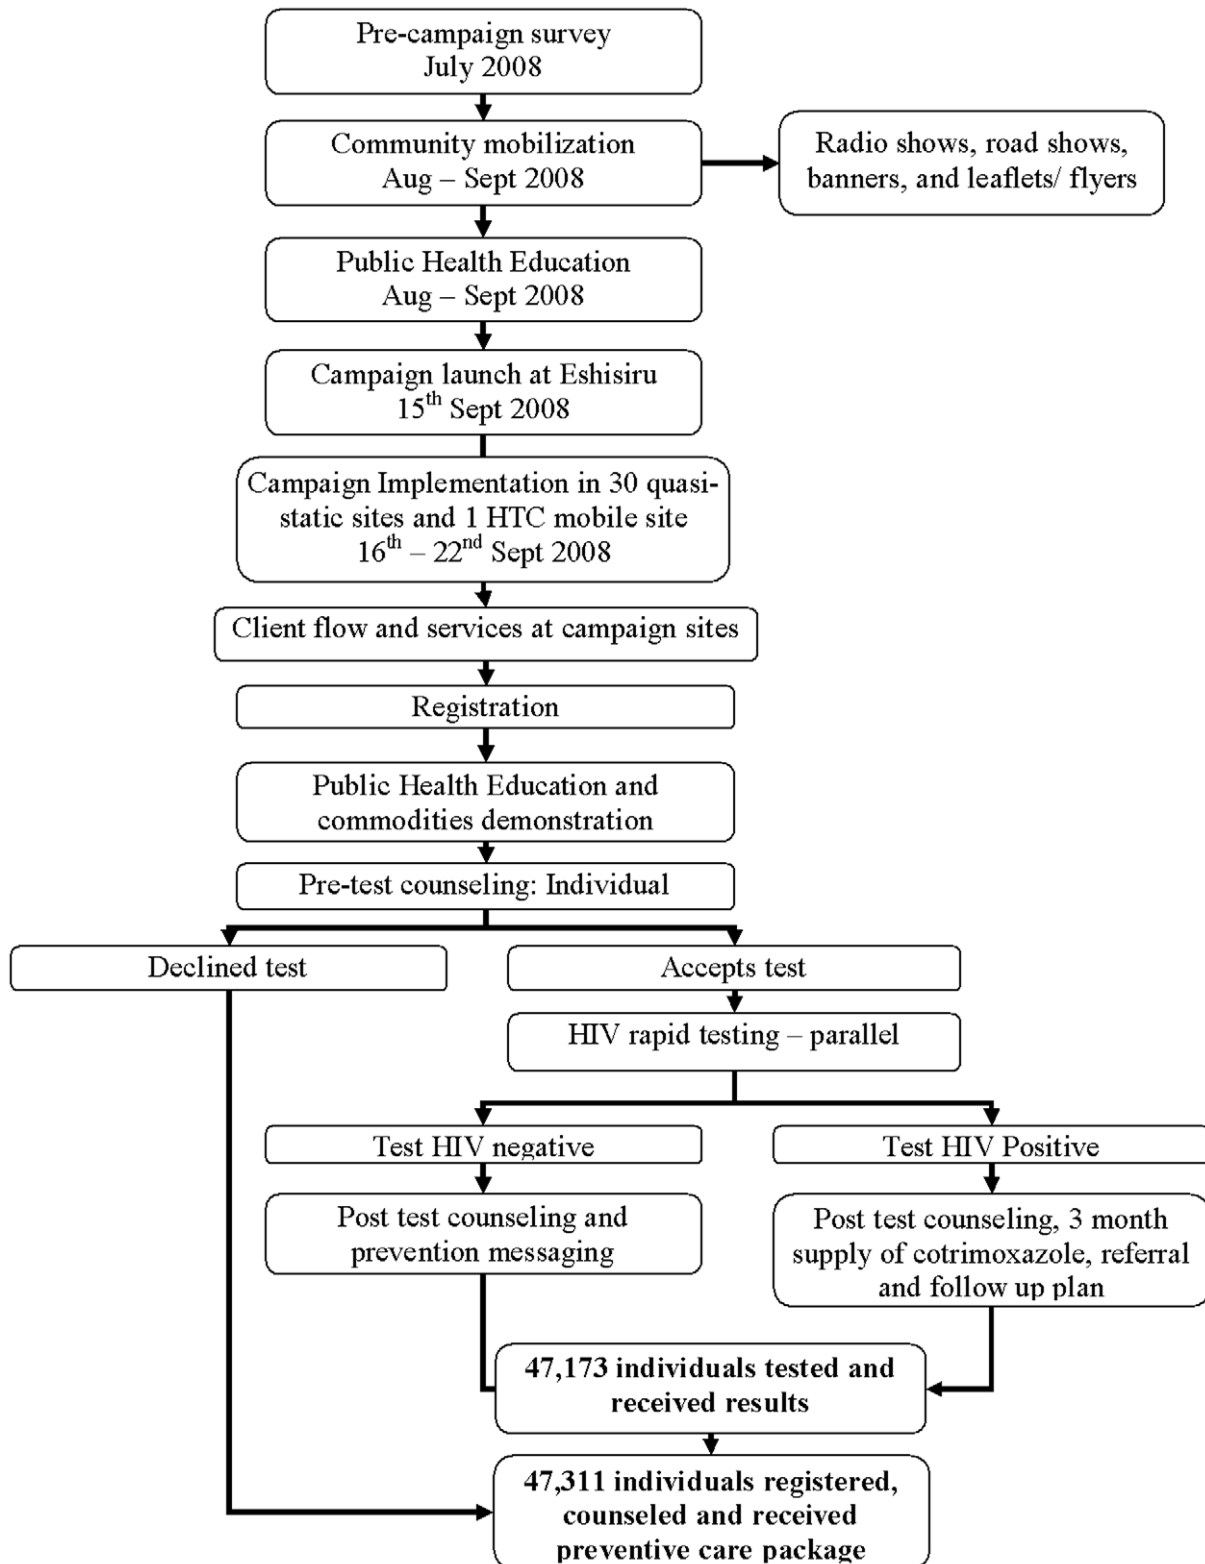 Pre-campaign survey
July 2008
Community mobilization
Aug – Sept 2008
Radio shows, road shows,
banners, and leaflets/ flyers
Public Health Education
Aug – Sept 2008
Campaign launch at Eshisiru
15th Sept 2008
Campaign Implementation in 30 quasi-
static sites and 1 HTC mobile site
16th – 22nd Sept 2008
Client flow and services at campaign sites
Registration
Public Health Education and
commodities demonstration
Pre-test counseling: Individual
Declined test
Accepts test
HIV rapid testing – parallel
Test HIV negative
Test HIV Positive
Post test counseling and
prevention messaging
Post test counseling, 3 month
supply of cotrimoxazole, referral
and follow up plan
47,173 individuals tested and
received results
47,311 individuals registered,
counseled and received
preventive care package